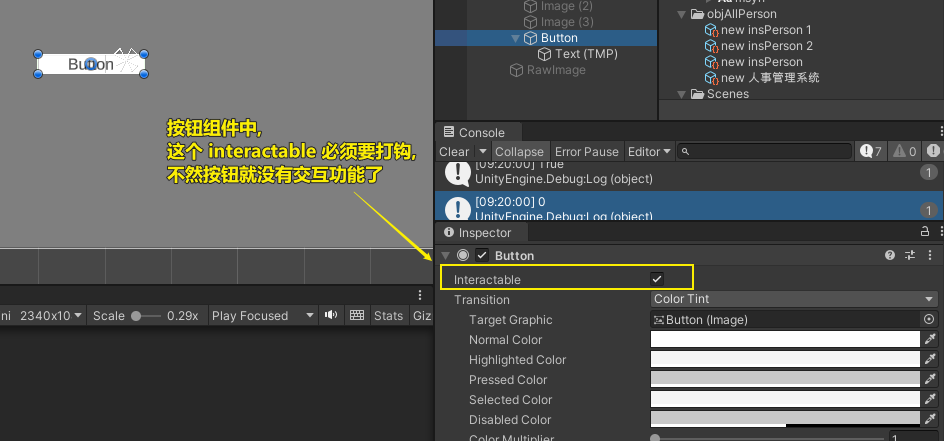 Image (2)
Image (3)
Button
Text (TMP)
RawImage
objAllPerson
new insPerson 1
new insPerson 2
new insPerson
new 人事管理系统
Scenes
Button
按钮组件中,
这个 interactable 必须要打钩,
不然按钮就没有交互功能了
Console
Clear Collapse Error Pause Editor 7 0
[09:20:00] True
UnityEngine.Debug:Log (object) 1
[09:20:00] 0
UnityEngine.Debug:Log (object) 1
Inspector
Button
Interactable
Transition Color Tint
Target Graphic Button (Image)
Normal Color
Highlighted Color
Pressed Color
Selected Color
Disabled Color
Color Multiplier 1
2340x10 Scale 0.29x Play Focused Stats Giz